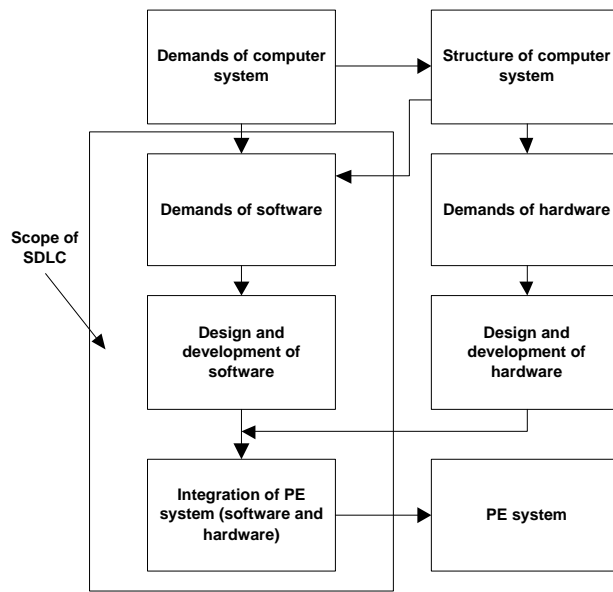 Demands of computer
system
Structure of computer
system
Demands of software
Demands of hardware
Scope of
SDLC
Design and
development of
software
Design and
development of
hardware
Integration of PE
system (software and
hardware)
PE system